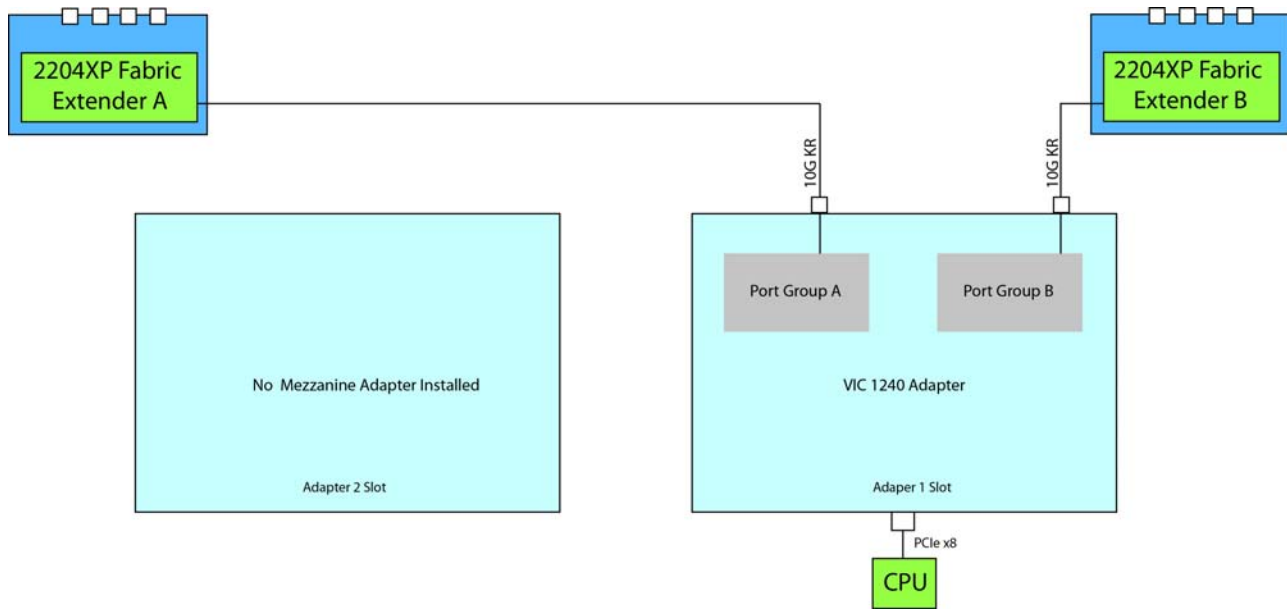 2204XP Fabric
Extender A
2204XP Fabric
Extender B
10G KR
10G KR
Port Group A
Port Group B
No Mezzanine Adapter Installed
VIC 1240 Adapter
Adapter 2 Slot
Adaper 1 Slot
PCIe x8
CPU